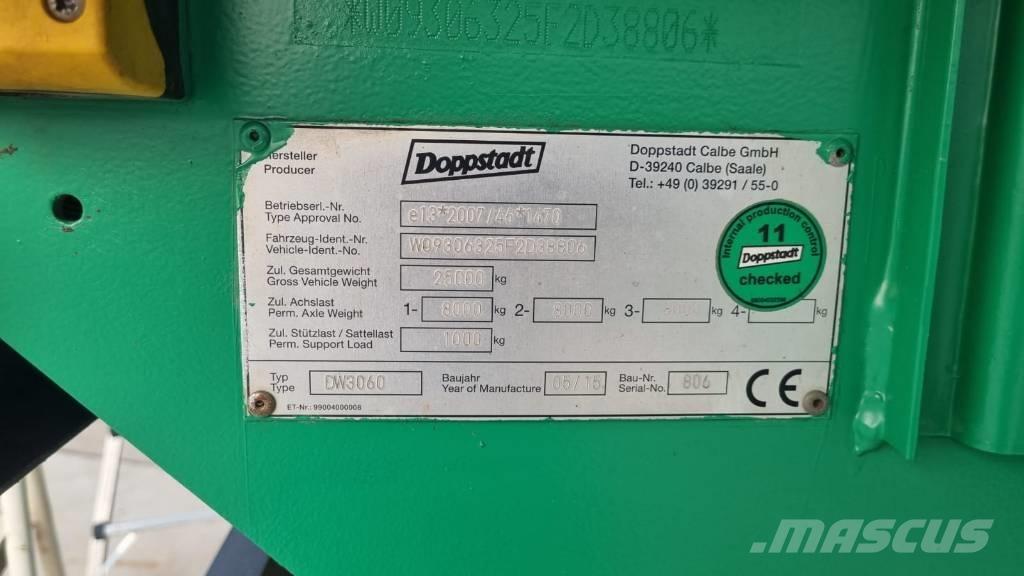 *W09306325F2D38806*
Hersteller
Producer
Doppstadt
Doppstadt Calbe GmbH
D-39240 Calbe (Saale)
Tel.: +49 (0) 39291 / 55-0
Betriebserl.-Nr.
Type Approval No.
e13*2007/46*1470
Fahrzeug-Ident.-Nr.
Vehicle-Ident.-No.
W09306325F2D38806
Zul. Gesamtgewicht
Gross Vehicle Weight
25000 kg
Zul. Achslast
Perm. Axle Weight
1- 8000 kg 2- 8000 kg 3- 8000 kg 4- kg
Zul. Stützlast / Sattellast
Perm. Support Load
1000 kg
Typ
Type
DW3060
Baujahr
Year of Manufacture
05/15
Bau-Nr.
Serial-No.
806
CE
ET-Nr.: 99004000008
Internal production control
11
Doppstadt
checked
MASCUS